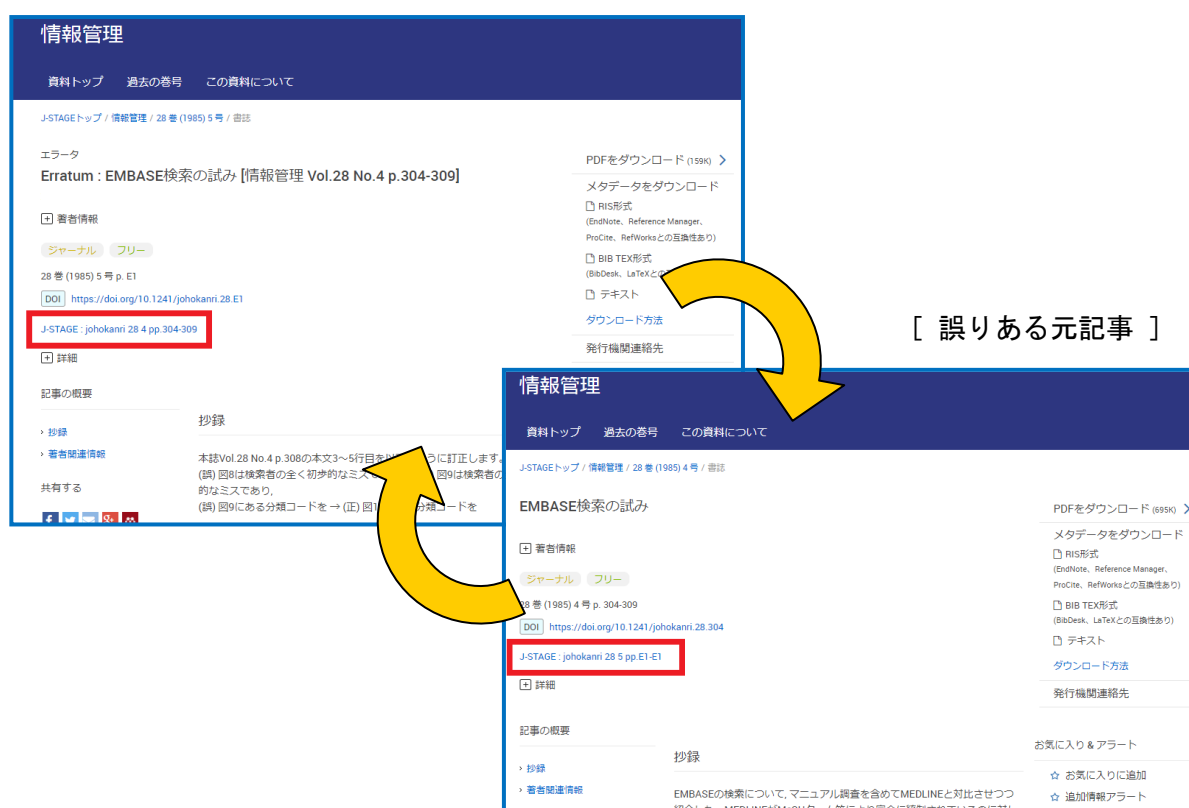 情報管理
資料トップ 過去の巻号 この資料について
J-STAGEトップ / 情報管理 / 28 巻 (1985) 5 号 / 書誌
エラータ
Erratum : EMBASE検索の試み [情報管理 Vol.28 No.4 p.304-309]
著者情報
ジャーナル フリー
28 巻 (1985) 5 号 p. E1
DOI https://doi.org/10.1241/johokanri.28.E1
J-STAGE : johokanri 28 4 pp.304-309
詳細
記事の概要
抄録
著者関連情報
共有する
抄録
本誌Vol.28 No.4 p.308の本文3~5行目を うに訂正します。
(誤) 図8は検索者の全く初歩的なミス 図9は検索者の
的なミスであり,
(誤) 図9にある分類コードを → (正) 図1 分類コードを
PDFをダウンロード (159K)
メタデータをダウンロード
RIS形式
(EndNote、Reference Manager、
ProCite、RefWorksとの互換性あり)
BIB TEX形式
(BibDesk、LaTeXと
テキスト
ダウンロード方法
発行機関連絡先
[ 誤りある元記事 ]
情報管理
資料トップ 過去の巻号 この資料について
J-STAGEトップ / 情報管理 / 28 巻 (1985) 4 号 / 書誌
EMBASE検索の試み
著者情報
ジャーナル フリー
28 巻 (1985) 4 号 p. 304-309
DOI https://doi.org/10.1241/johokanri.28.304
J-STAGE : johokanri 28 5 pp.E1-E1
詳細
記事の概要
抄録
著者関連情報
抄録
EMBASEの検索について, マニュアル調査を含めてMEDLINEと対比させつつ
PDFをダウンロード (695K)
メタデータをダウンロード
RIS形式
(EndNote、Reference Manager、
ProCite、RefWorksとの互換性あり)
BIB TEX形式
(BibDesk、LaTeXとの互換性あり)
テキスト
ダウンロード方法
発行機関連絡先
お気に入り & アラート
お気に入りに追加
追加情報アラート